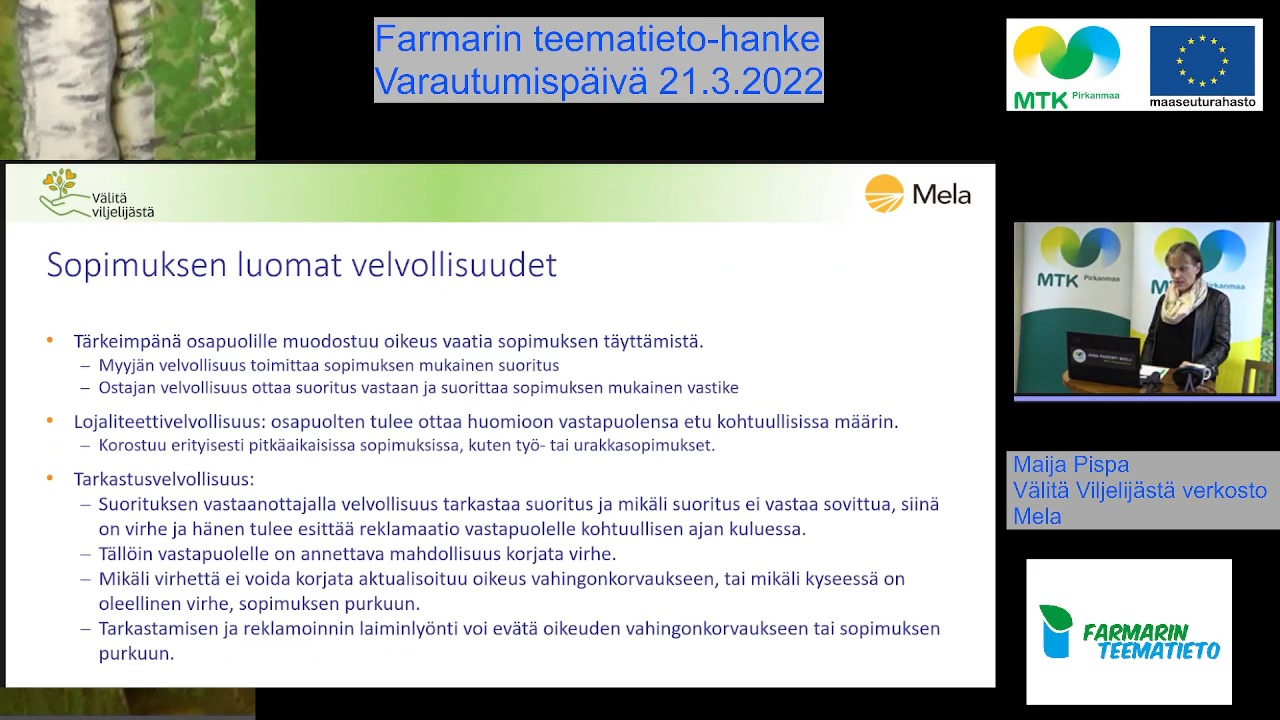 Farmarin teematieto-hanke
Varautumispäivä 21.3.2022
MTK Pirkanmaa
maaseuturahasto
Välitä
viljelijästä
Mela
Sopimuksen luomat velvollisuudet
• Tärkeimpänä osapuolille muodostuu oikeus vaatia sopimuksen täyttämistä.
– Myyjän velvollisuus toimittaa sopimuksen mukainen suoritus
– Ostajan velvollisuus ottaa suoritus vastaan ja suorittaa sopimuksen mukainen vastike
• Lojaliteettivelvollisuus: osapuolten tulee ottaa huomioon vastapuolensa etu kohtuullisissa määrin.
– Korostuu erityisesti pitkäaikaisissa sopimuksissa, kuten työ- tai urakkasopimukset.
• Tarkastusvelvollisuus:
– Suorituksen vastaanottajalla velvollisuus tarkastaa suoritus ja mikäli suoritus ei vastaa sovittua, siinä
on virhe ja hänen tulee esittää reklamaatio vastapuolelle kohtuullisen ajan kuluessa.
– Tällöin vastapuolelle on annettava mahdollisuus korjata virhe.
– Mikäli virhettä ei voida korjata aktualisoituu oikeus vahingonkorvaukseen, tai mikäli kyseessä on
oleellinen virhe, sopimuksen purkuun.
– Tarkastamisen ja reklamoinnin laiminlyönti voi evätä oikeuden vahingonkorvaukseen tai sopimuksen
purkuun.
MTK Pirkanmaa
MTK Pirkanmaa
Maija Pispa
Välitä Viljelijästä verkosto
Mela
FARMARIN
TEEMATIETO